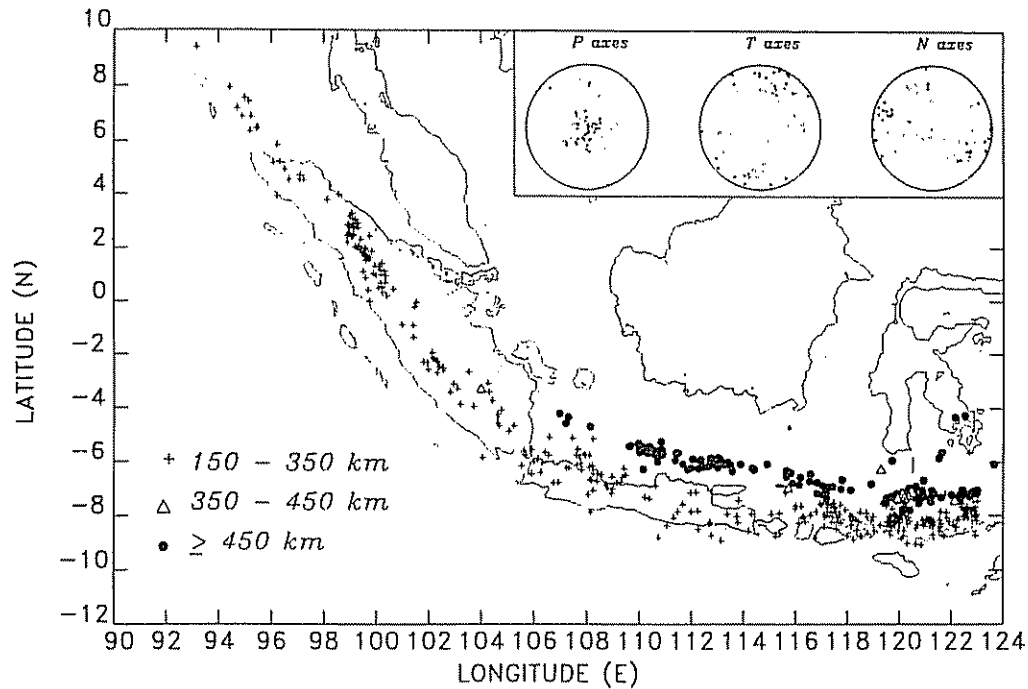 P axes T axes N axes
10
8
6
4
2
0
-2
-4
-6
-8
-10
-12
LATITUDE (N)
+ 150 - 350 km
△ 350 - 450 km
● ≥ 450 km
90 92 94 96 98 100 102 104 106 108 110 112 114 116 118 120 122 124
LONGITUDE (E)